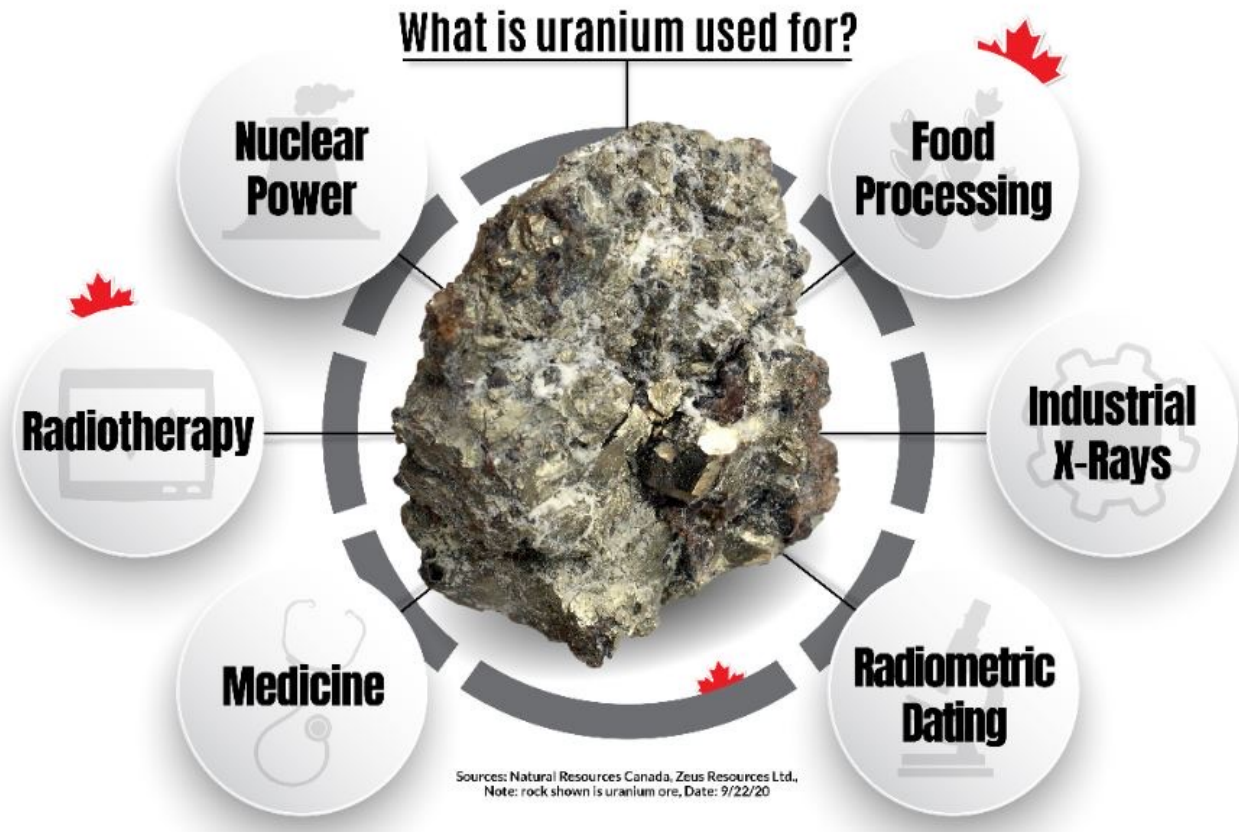 What is uranium used for?
Nuclear
Power
Food
Processing
Radiotherapy
Industrial
X-Rays
Medicine
Radiometric
Dating
Sources: Natural Resources Canada, Zeus Resources Ltd.,
Note: rock shown is uranium ore, Date: 9/22/20